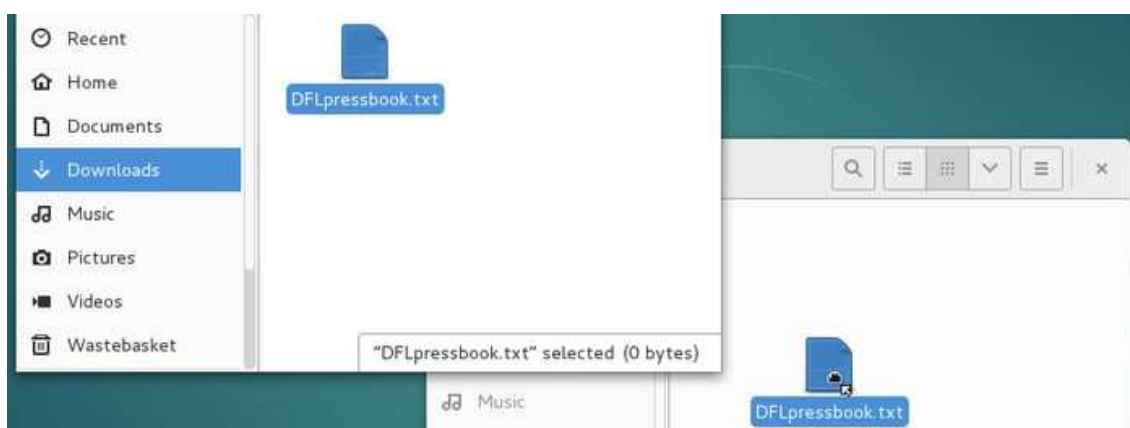 Recent
Home
Documents
Downloads
Music
Pictures
Videos
Wastebasket
DFLpressbook.txt
"DFLpressbook.txt" selected (0 bytes)
Music
DFLpressbook.txt